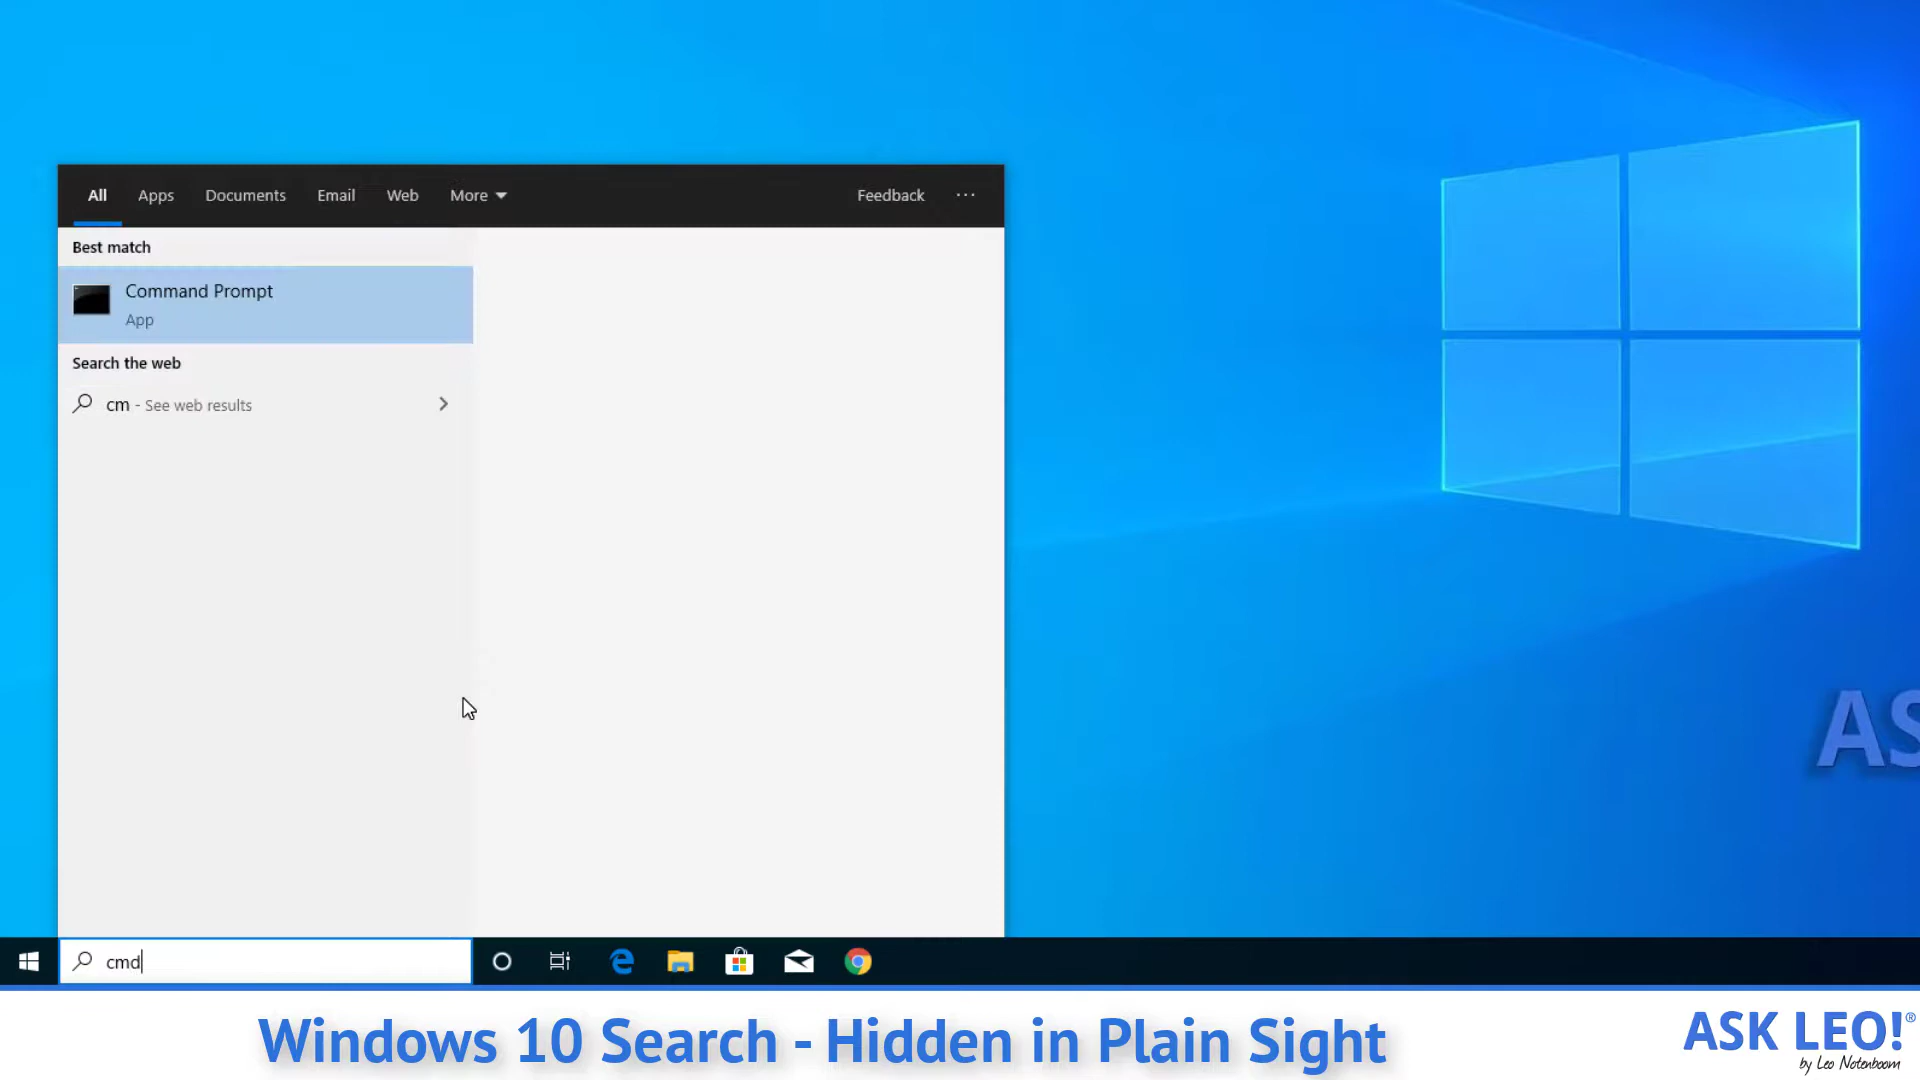 All Apps Documents Email Web More Feedback ...
Best match
Command Prompt
App
Search the web
cm - See web results
AS
cmd
Windows 10 Search - Hidden in Plain Sight
ASK LEO!®
by Leo Notenboom